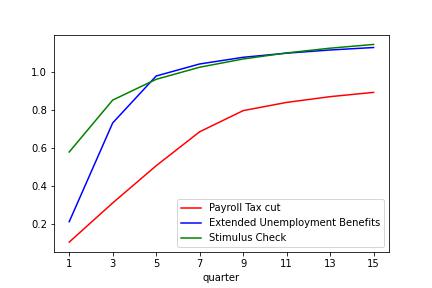 1.0
0.8
0.6
0.4
0.2
Payroll Tax cut
Extended Unemployment Benefits
Stimulus Check
1 3 5 7 9 11 13 15
quarter